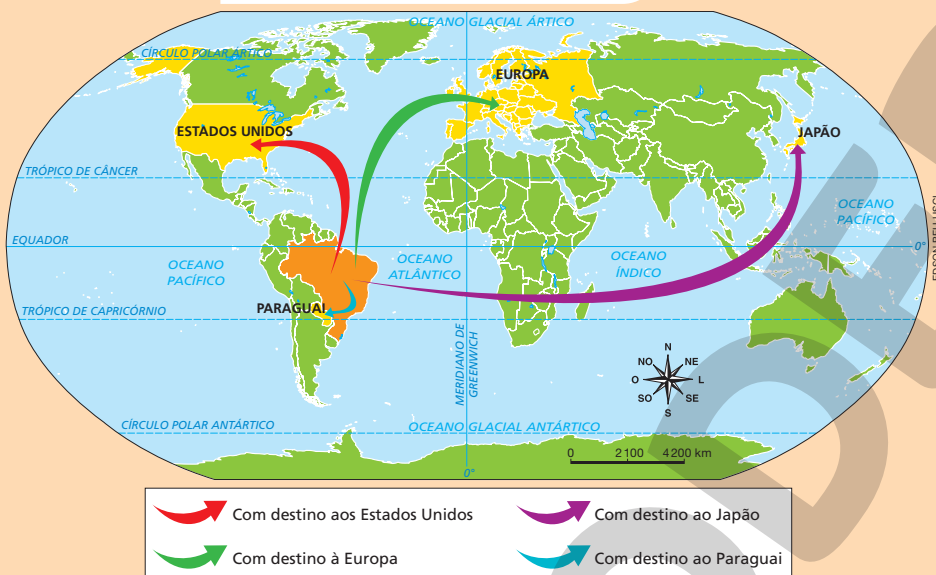 OCEANO GLACIAL ÁRTICO
CÍRCULO POLAR ÁRTICO
EUROPA
ESTADOS UNIDOS
JAPÃO
TRÓPICO DE CÂNCER
OCEANO
PACÍFICO
EQUADOR
0°
OCEANO
PACÍFICO
OCEANO
ATLÂNTICO
OCEANO
ÍNDICO
PARAGUAI
TRÓPICO DE CAPRICÓRNIO
MERIDIANO DE
GREENWICH
N
NO
NE
O
L
SO
SE
S
CÍRCULO POLAR ANTÁRTICO
OCEANO GLACIAL ANTÁRTICO
0 2 100 4 200 km
0°
Com destino aos Estados Unidos
Com destino ao Japão
Com destino à Europa
Com destino ao Paraguai